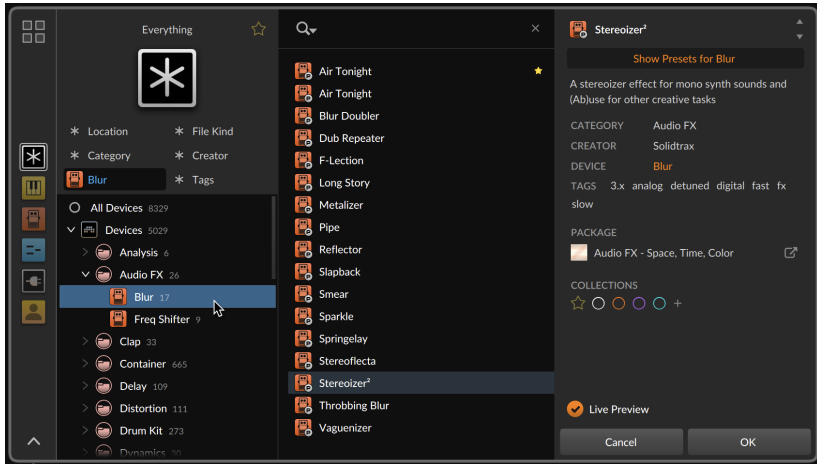 Everything
Location
File Kind
Category
Creator
Blur
Tags
All Devices 8329
Devices 5029
Analysis 6
Audio FX 26
Blur 17
Freq Shifter 9
Clap 33
Container 665
Delay 109
Distortion 111
Drum Kit 273
Dynamics 50
Air Tonight
Air Tonight
Blur Doubler
Dub Repeater
F-Lection
Long Story
Metalizer
Pipe
Reflector
Slapback
Smear
Sparkle
Springelay
Stereoflecta
Stereoizer²
Throbbing Blur
Vaguenizer
Stereoizer²
Show Presets for Blur
A stereoizer effect for mono synth sounds and
(Ab)use for other creative tasks
CATEGORY Audio FX
CREATOR Solidtrax
DEVICE Blur
TAGS 3.x analog detuned digital fast fx
slow
PACKAGE
Audio FX - Space, Time, Color
COLLECTIONS
Live Preview
Cancel
OK